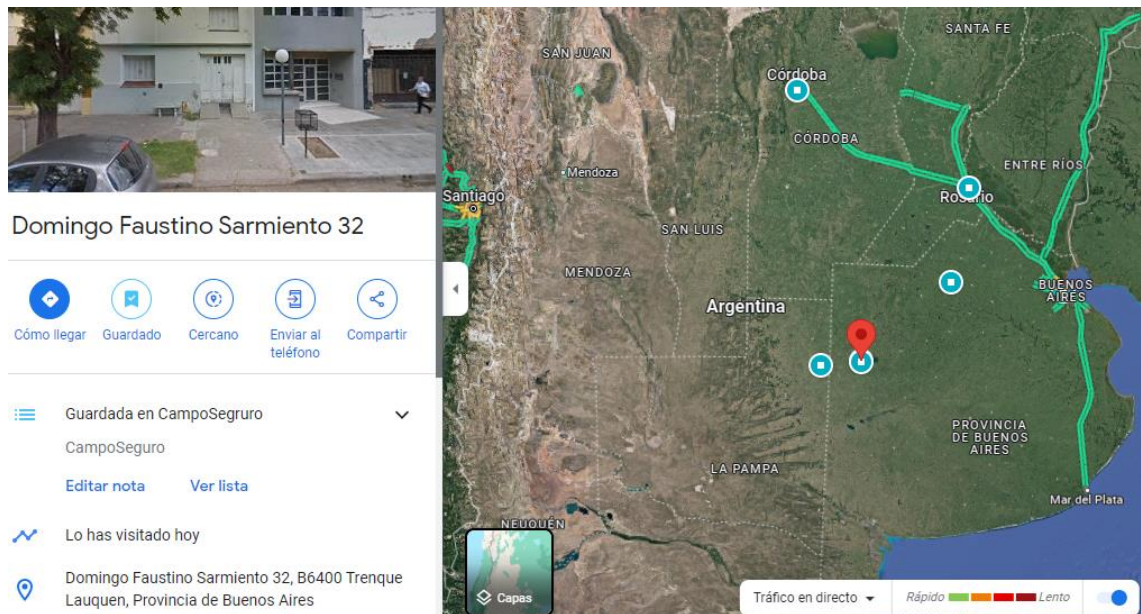 Domingo Faustino Sarmiento 32
Cómo llegar
Guardado
Cercano
Enviar al
teléfono
Compartir
Guardada en CampoSegruro
CampoSeguro
Editar nota
Ver lista
Lo has visitado hoy
Domingo Faustino Sarmiento 32, B6400 Trenque
Lauquen, Provincia de Buenos Aires
SANTA FE
SAN JUAN
Córdoba
CÓRDOBA
ENTRE RÍOS
Mendoza
Santiago
Rosario
SAN LUIS
MENDOZA
BUENOS
AIRES
Argentina
PROVINCIA
DE BUENOS
AIRES
LA PAMPA
Mar del Plata
NEUQUÉN
Capas
Tráfico en directo
Rápido
Lento